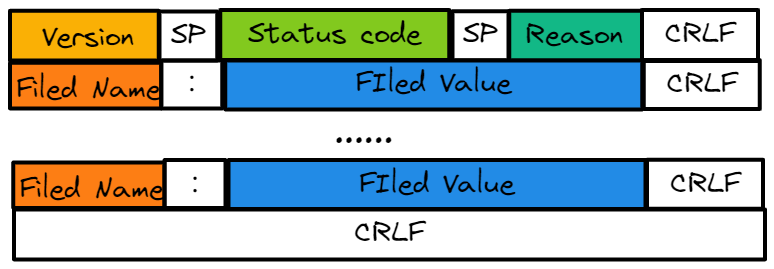 Version SP Status code SP Reason CRLF
Filed Name : FIled Value CRLF
......
Filed Name : FIled Value CRLF
CRLF